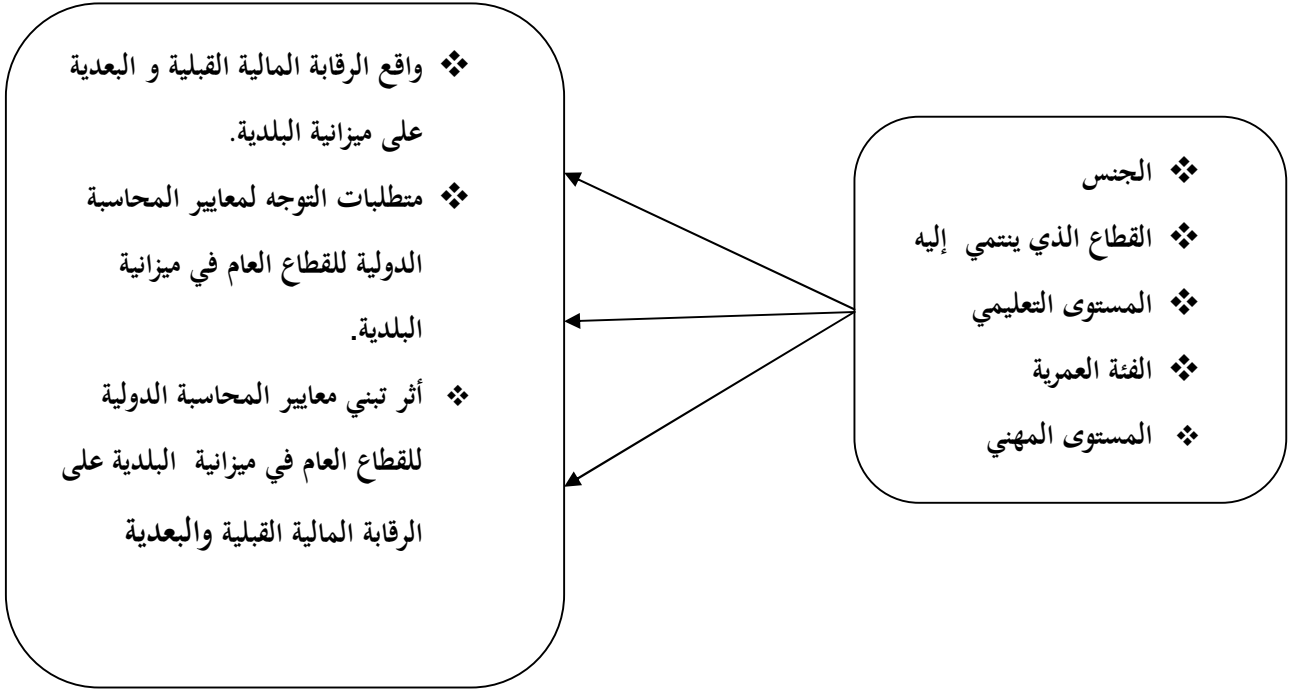 ❖ الجنس
❖ القطاع الذي ينتمي إليه
❖ المستوى التعليمي
❖ الفئة العمرية
❖ المستوى المهني
❖ واقع الرقابة المالية القبلية و البعدية
على ميزانية البلدية.
❖ متطلبات التوجه لمعايير المحاسبة
الدولية للقطاع العام في ميزانية
البلدية.
❖ أثر تبني معايير المحاسبة الدولية
للقطاع العام في ميزانية البلدية على
الرقابة المالية القبلية والبعدية